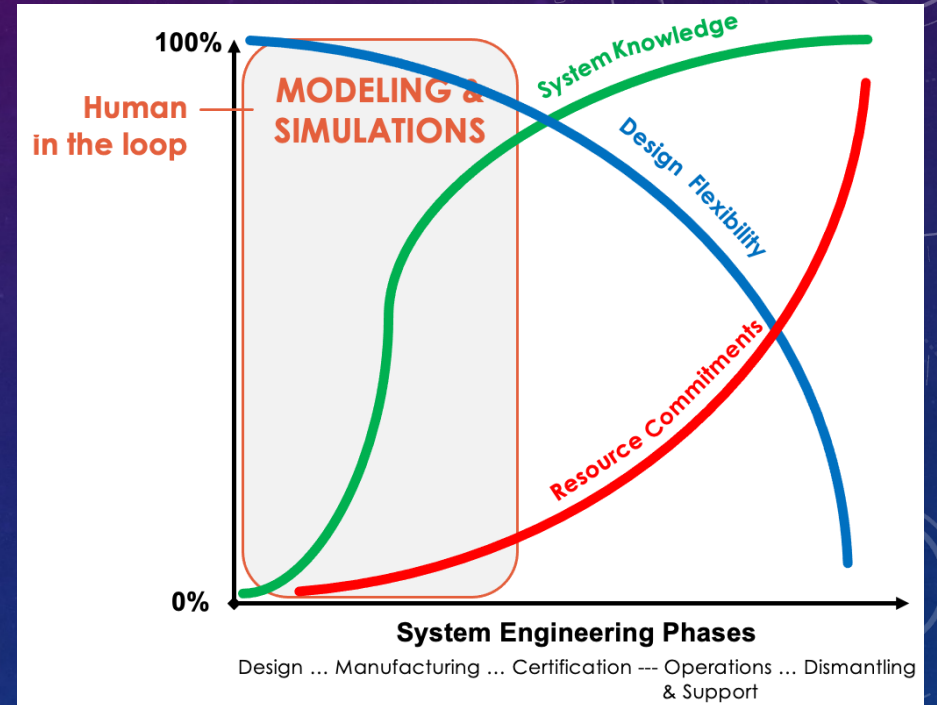 100%
Human
in the loop
MODELING &
SIMULATIONS
System Knowledge
Design Flexibility
Resource Commitments
0%
System Engineering Phases
Design ... Manufacturing ... Certification --- Operations ... Dismantling
& Support